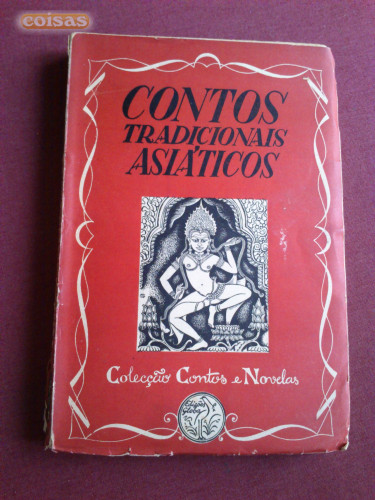 coisas
CONTOS
TRADICIONAIS
ASIÁTICOS
Colecção Contos e Novelas